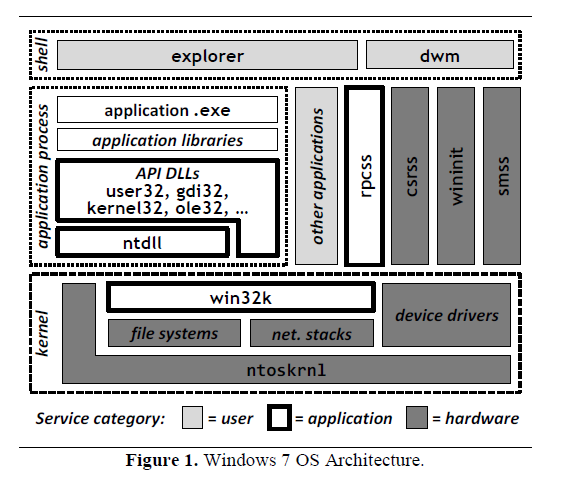 shell
explorer
dwm
application process
application .exe
application libraries
API DLLs
user32, gdi32,
kernel32, ole32, ...
ntdll
other applications
rpcss
csrss
wininit
smss
kernel
win32k
file systems
net. stacks
device drivers
ntoskrnl
Service category: = user = application = hardware
Figure 1. Windows 7 OS Architecture.